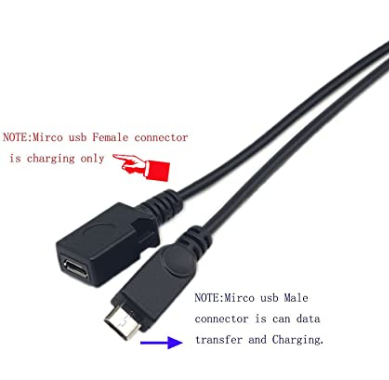 NOTE:Mirco usb Female connector
is charging only
NOTE:Mirco usb Male
connector is can data
transfer and Charging.